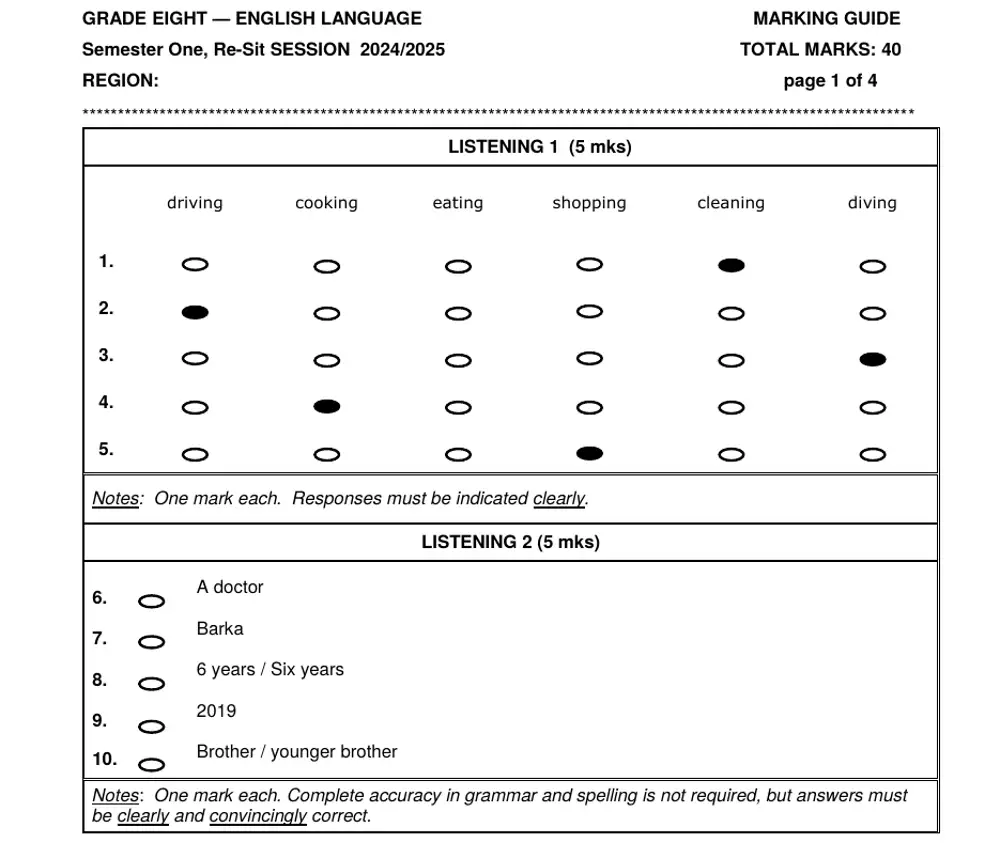 GRADE EIGHT — ENGLISH LANGUAGE MARKING GUIDE
Semester One, Re-Sit SESSION 2024/2025 TOTAL MARKS: 40
REGION: page 1 of 4
***********************************************************************************************************************
LISTENING 1 (5 mks)
driving cooking eating shopping cleaning diving
1.
2.
3.
4.
5.
Notes: One mark each. Responses must be indicated clearly.
LISTENING 2 (5 mks)
6. A doctor
7. Barka
8. 6 years / Six years
9. 2019
10. Brother / younger brother
Notes: One mark each. Complete accuracy in grammar and spelling is not required, but answers must
be clearly and convincingly correct.